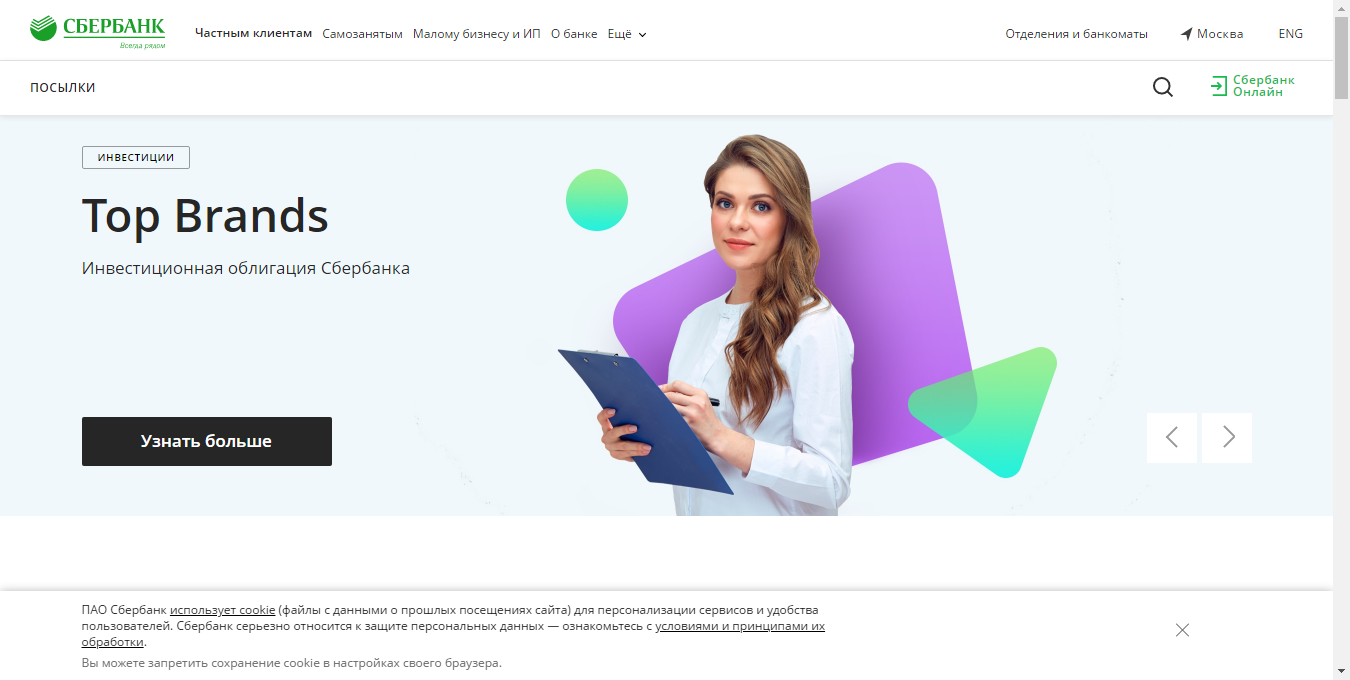 СБЕРБАНК
Всегда рядом
Частным клиентам Самозанятым Малому бизнесу и ИП О банке Ещё
Отделения и банкоматы Москва ENG
ПОСЫЛКИ
Сбербанк
Онлайн
ИНВЕСТИЦИИ
Top Brands
Инвестиционная облигация Сбербанка
Узнать больше
ПАО Сбербанк использует cookie (файлы с данными о прошлых посещениях сайта) для персонализации сервисов и удобства
пользователей. Сбербанк серьезно относится к защите персональных данных — ознакомьтесь с условиями и принципами их
обработки.
Вы можете запретить сохранение cookie в настройках своего браузера.